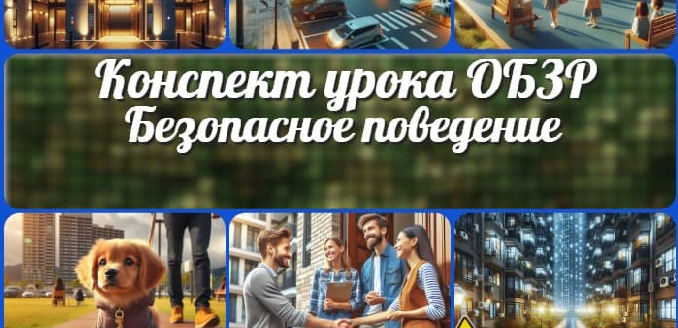 Конспект урока ОБЗР
Безопасное поведение